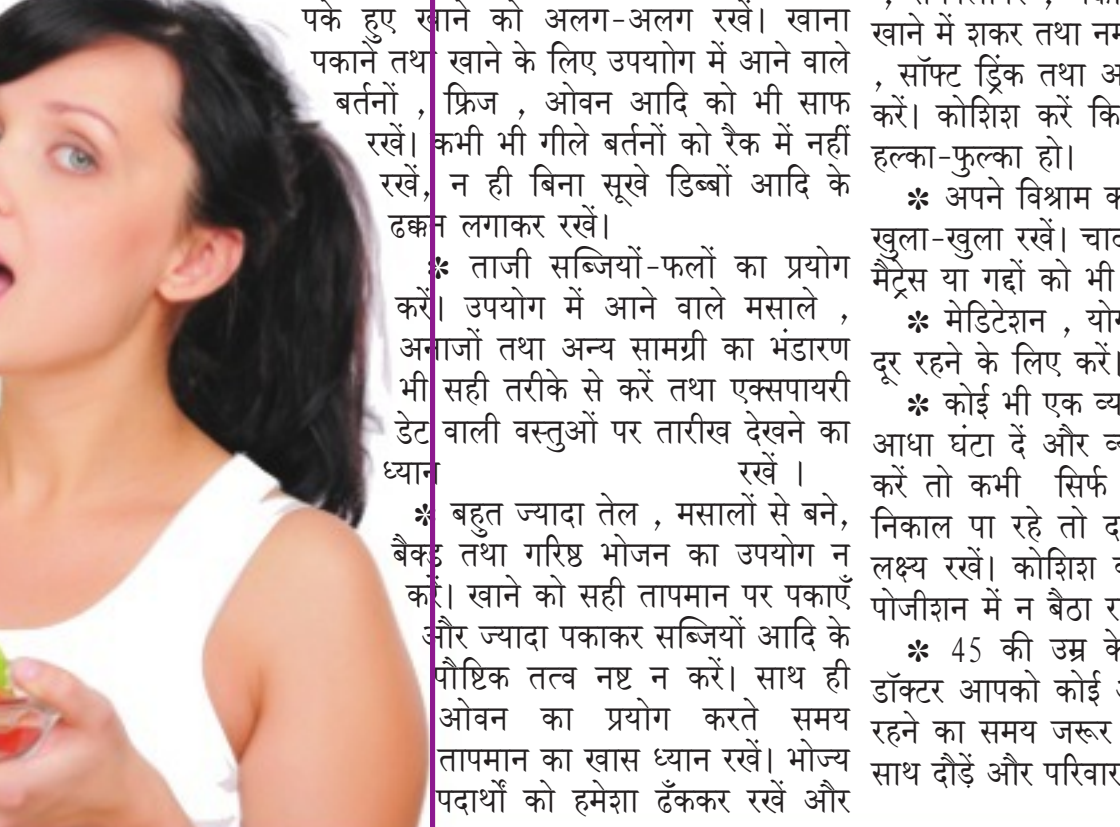 पके हुए खाने को अलग-अलग रखें। खाना
पकाने तथा खाने के लिए उपयोग में आने वाले
बर्तनों , फ्रिज , ओवन आदि को भी साफ
रखें। कभी भी गीले बर्तनों को रैक में नहीं
रखें, न ही बिना सूखे डिब्बों आदि के
ढक्कन लगाकर रखें।
* ताजी सब्जियों-फलों का प्रयोग
करें। उपयोग में आने वाले मसाले ,
अनाजों तथा अन्य सामग्री का भंडारण
भी सही तरीके से करें तथा एक्सपायरी
डेट वाली वस्तुओं पर तारीख देखने का
ध्यान रखें ।
* बहुत ज्यादा तेल , मसालों से बने,
बैक्ड तथा गरिष्ठ भोजन का उपयोग न
करें। खाने को सही तापमान पर पकाएँ
और ज्यादा पकाकर सब्जियों आदि के
पौष्टिक तत्व नष्ट न करें। साथ ही
ओवन का प्रयोग करते समय
तापमान का खास ध्यान रखें। भोज्य
पदार्थों को हमेशा ढँककर रखें और
खाने में शकर तथा
, सॉफ्ट ड्रिंक तथा
करें। कोशिश करें कि
हल्का-फुल्का हो।
* अपने विश्राम
खुला-खुला रखें।
मैट्रेस या गद्दों को भी
* मेडिटेशन ,
दूर रहने के लिए करें।
* कोई भी एक
आधा घंटा दें और
करें तो कभी सिर्फ
निकाल पा रहे तो
लक्ष्य रखें। कोशिश
पोजीशन में न बैठा
* 45 की उम्र
डॉक्टर आपको कोई
रहने का समय जरूर
साथ दौड़ें और परिवार